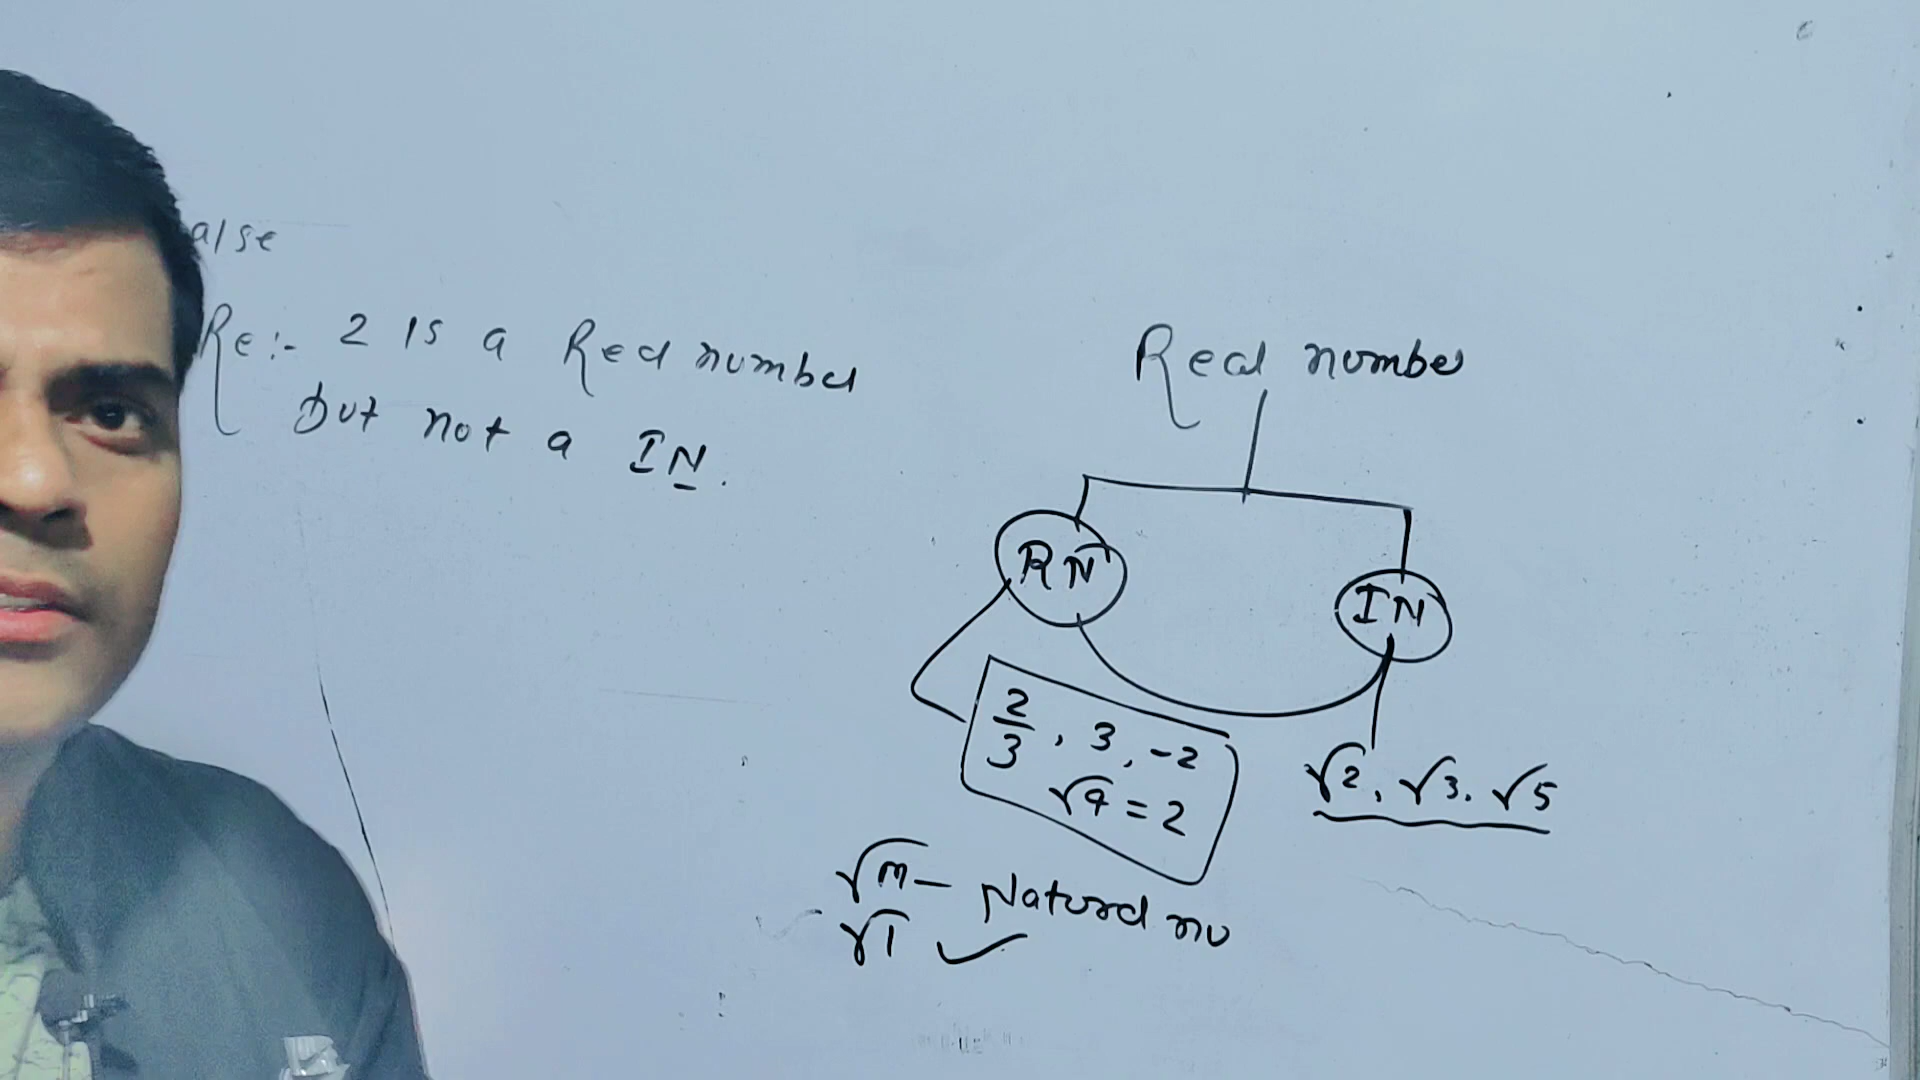 alse
Re:- 2 is a Real number
but not a IN.
Real number
RN
IN
2/3, 3, -2
√4 = 2
√2, √3, √5
√m - Natural no
√1 ✓